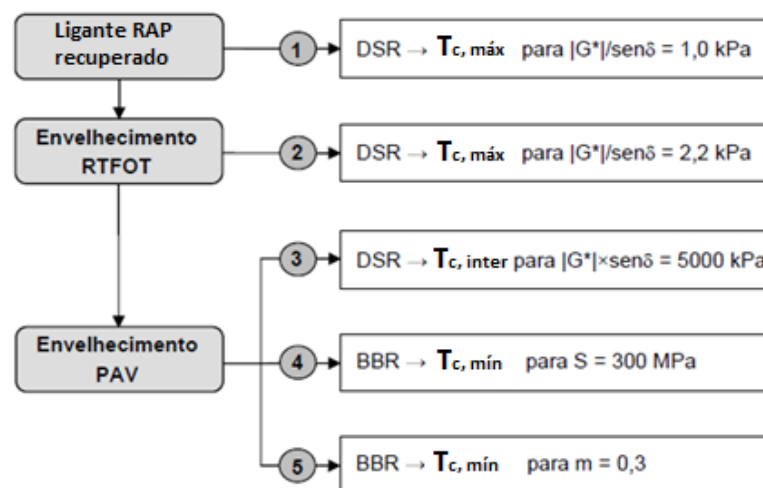 Ligante RAP
recuperado
1
DSR → Tc, máx para |G*|/senδ = 1,0 kPa
Envelhecimento
RTFOT
2
DSR → Tc, máx para |G*|/senδ = 2,2 kPa
3
DSR → Tc, inter para |G*|×senδ = 5000 kPa
Envelhecimento
PAV
4
BBR → Tc, mín para S = 300 MPa
5
BBR → Tc, mín para m = 0,3